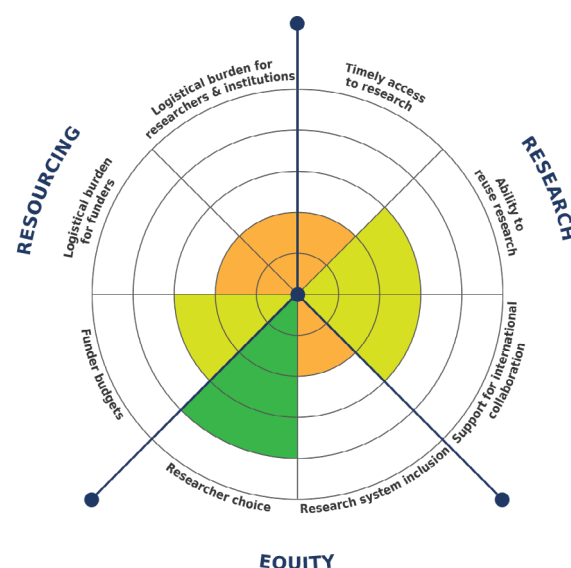 Logistical burden for
researchers & institutions
Timely access
to research
RESOURCING
RESEARCH
Logistical burden
for funders
Ability to
reuse research
Funder budgets
Support for international
collaboration
Researcher choice
Research system inclusion
EQUITY